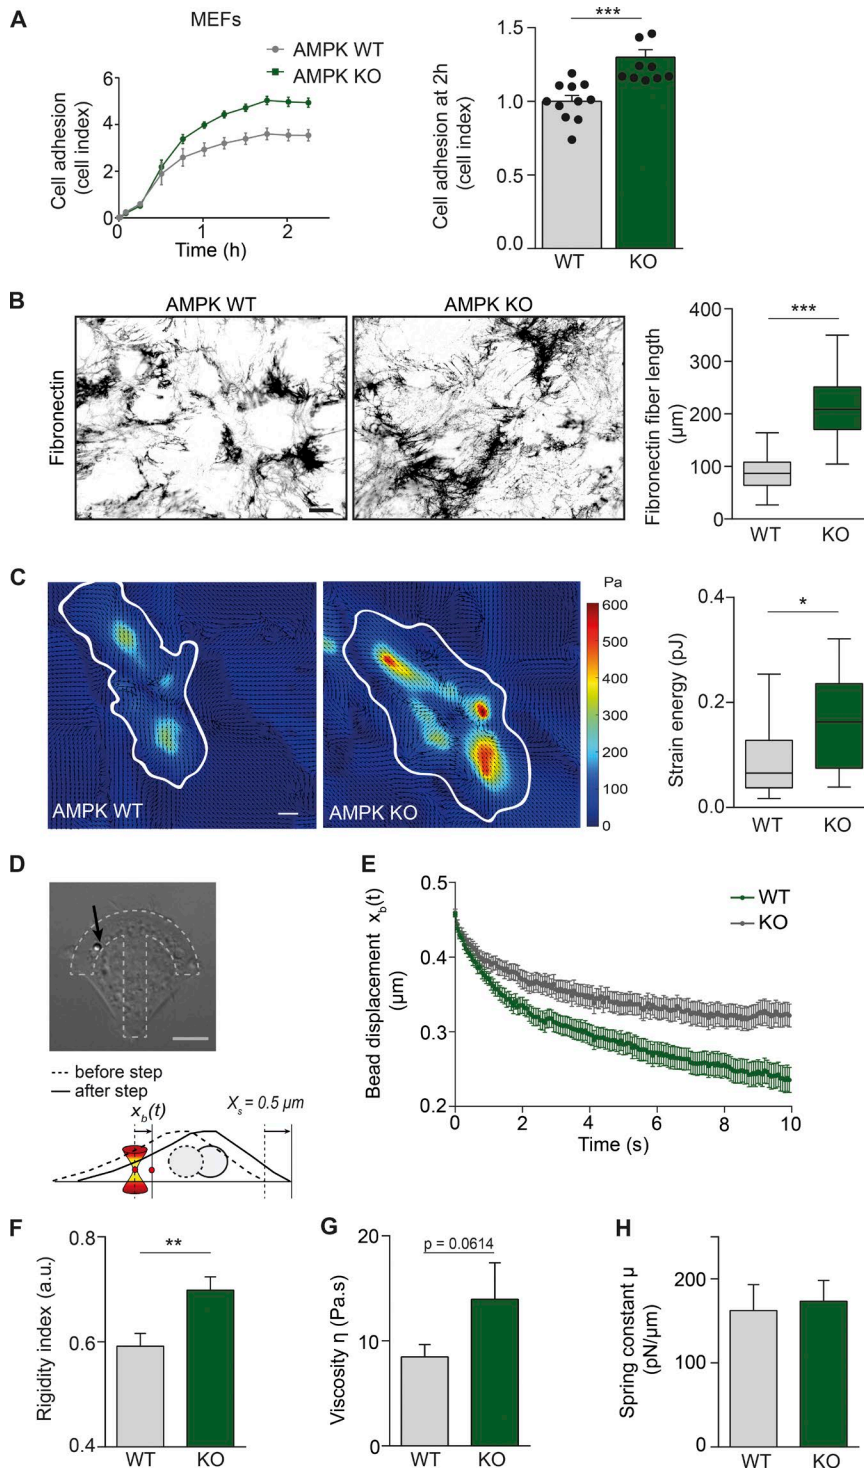 A
MEFs
AMPK WT
AMPK KO
Cell adhesion
(cell index)
6
4
2
0
0
1
2
Time (h)
Cell adhesion at 2h
(cell index)
1.5
1.0
1.5
0.0
***
WT
KO
B
AMPK WT
AMPK KO
Fibronectin
Fibronectin fiber length
(µm)
400
300
200
100
0
***
WT
KO
C
AMPK WT
AMPK KO
Pa
600
500
400
300
200
100
0
Strain energy (pJ)
0.4
0.2
0.0
*
WT
KO
D
before step
after step
x_b(t)
X_s = 0.5 µm
E
Bead displacement x_b(t)
(µm)
0.5
0.4
0.3
0.2
0
2
4
6
8
10
Time (s)
WT
KO
F
Rigidity index (a.u.)
0.8
0.6
0.4
**
WT
KO
G
Viscosity η (Pa.s)
20
10
0
p = 0.0614
WT
KO
H
Spring constant µ
(pN/µm)
200
150
0
WT
KO